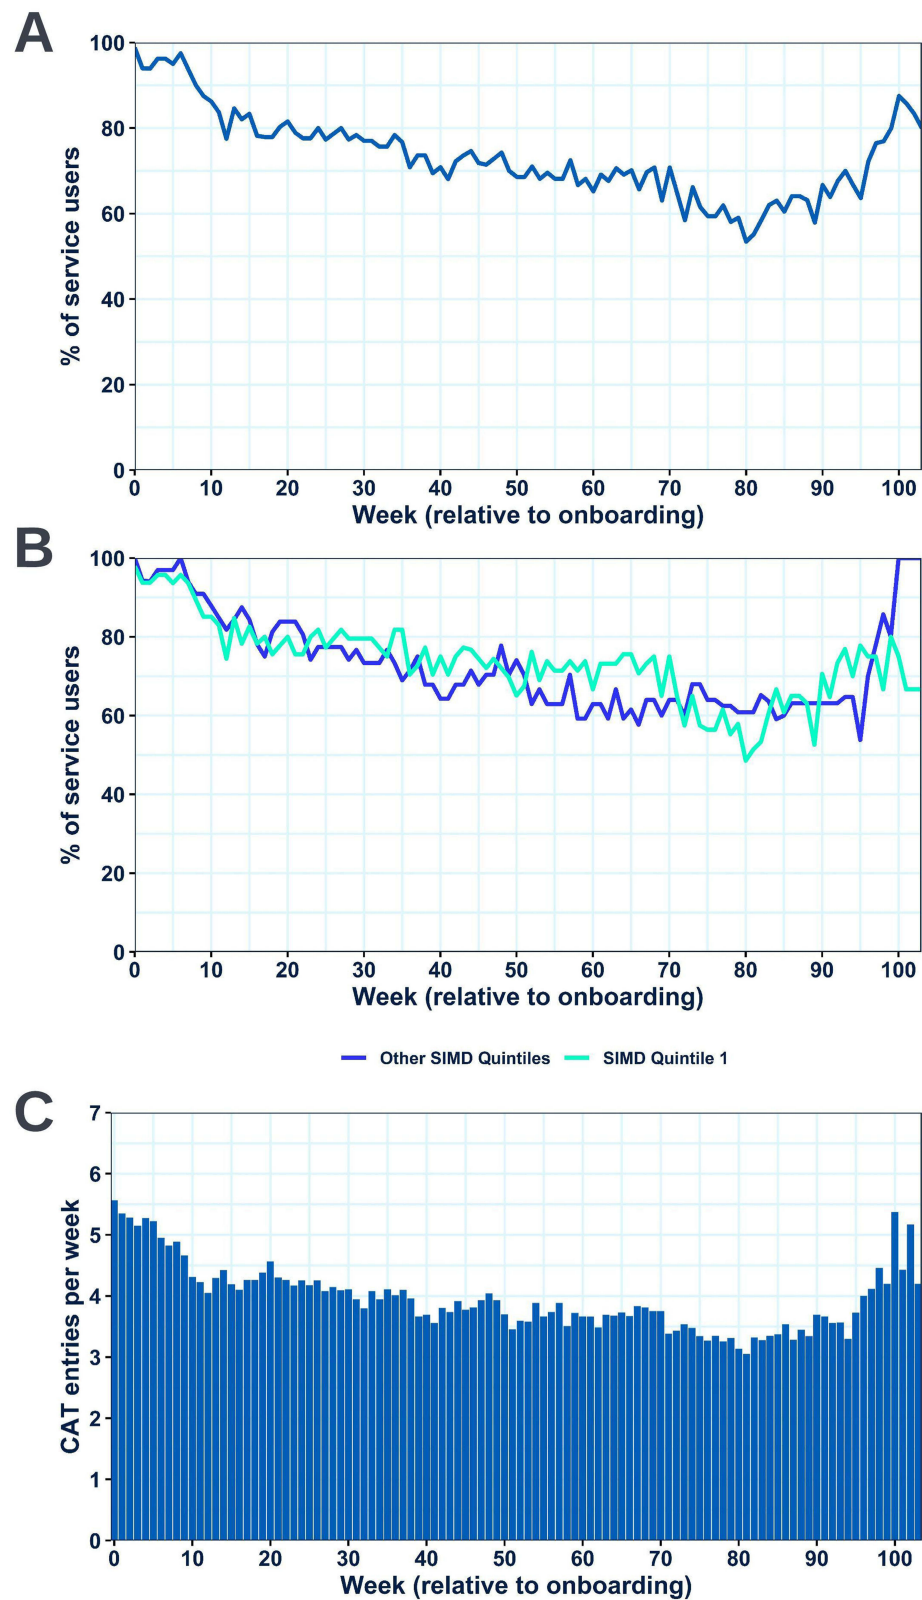 A
100
80
60
40
20
0
% of service users
0 10 20 30 40 50 60 70 80 90 100
Week (relative to onboarding)
B
100
80
60
40
20
0
% of service users
0 10 20 30 40 50 60 70 80 90 100
Week (relative to onboarding)
Other SIMD Quintiles SIMD Quintile 1
C
7
6
5
4
3
2
1
0
CAT entries per week
0 10 20 30 40 50 60 70 80 90 100
Week (relative to onboarding)